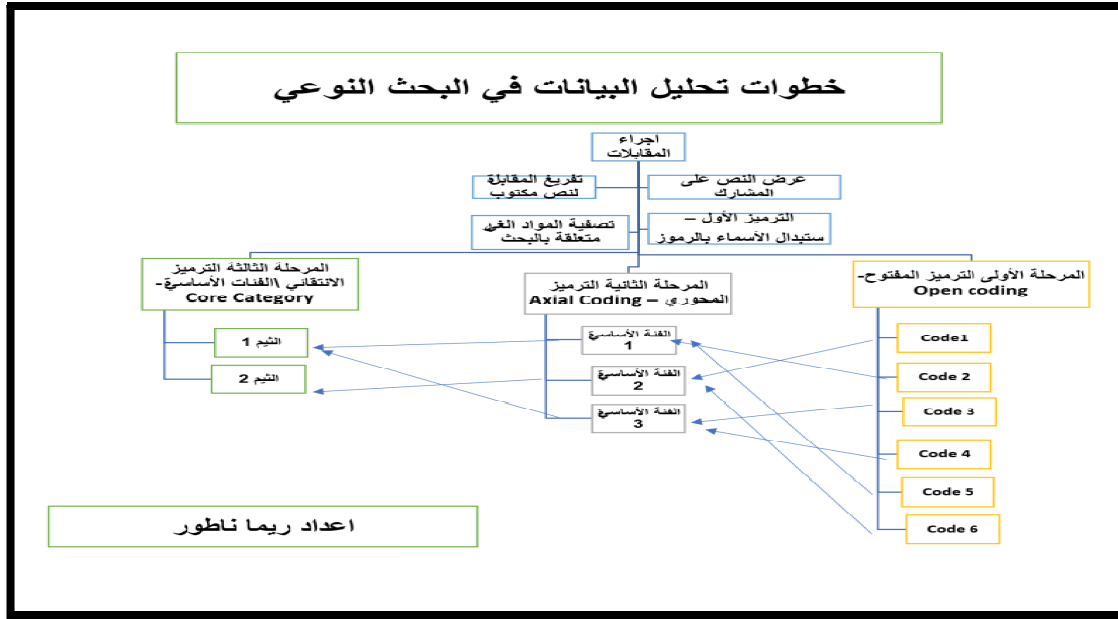 خطوات تحليل البيانات في البحث النوعي
اجراء
المقابلات
عرض النص على
المشارك
تفريغ المقابلة
لنص مكتوب
الترميز الأول –
ستبدال الأسماء بالرموز
تصفية المواد الغير
متعلقة بالبحث
المرحلة الأولى الترميز المفتوح-
Open coding
Code1
Code 2
Code 3
Code 4
Code 5
Code 6
المرحلة الثانية الترميز
المحوري – Axial Coding
الفئة الأساسية
1
الفئة الأساسية
2
الفئة الأساسية
3
المرحلة الثالثة الترميز
الانتقائي \الفئات الأساسية-
Core Category
الثيم 1
الثيم 2
اعداد ريما ناطور